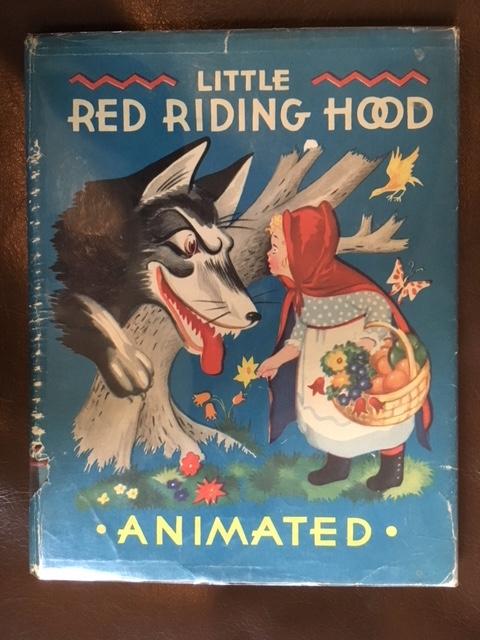 LITTLE
RED RIDING HOOD
• ANIMATED •